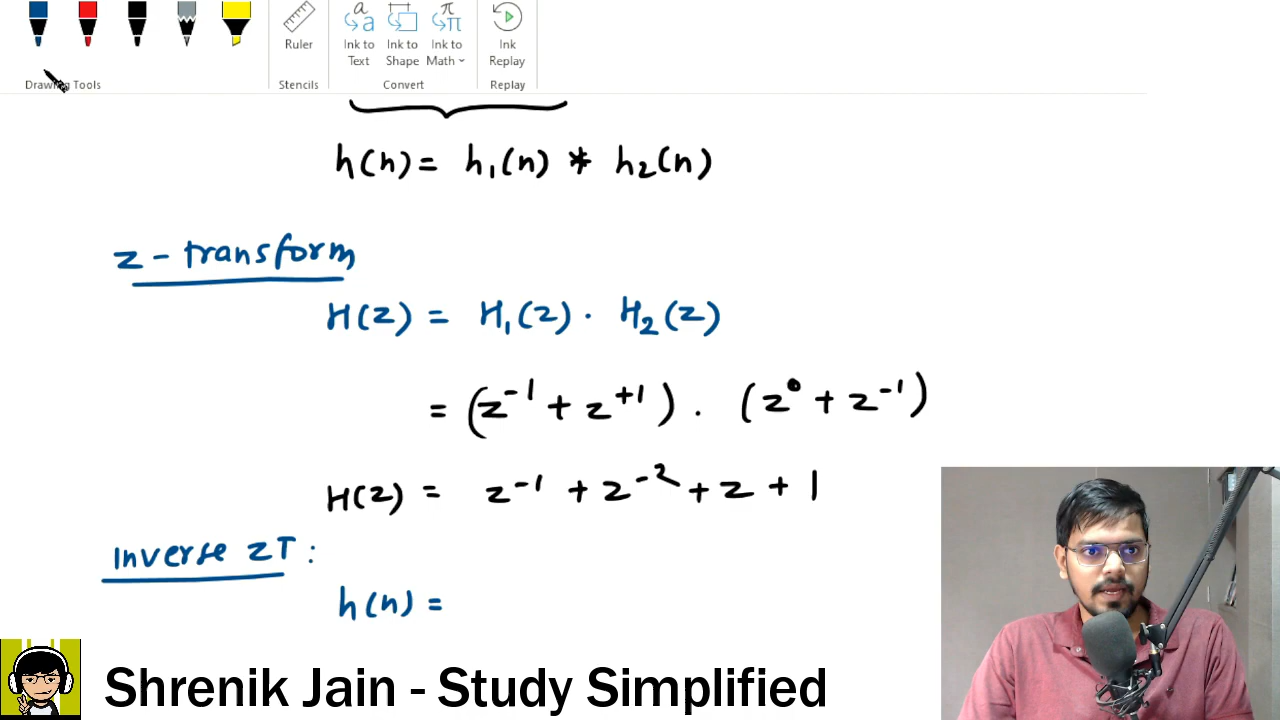 Ruler
Ink to Text
Ink to Shape
Ink to Math
Ink Replay
Drawing Tools
Stencils
Convert
Replay
h(n) = h₁(n) * h₂(n)
z - transform
H(z) = H₁(z) · H₂(z)
= (z⁻¹ + z⁺¹) · (z⁰ + z⁻¹)
H(z) = z⁻¹ + z⁻² + z + 1
Inverse ZT :
h(n) =
Shrenik Jain - Study Simplified